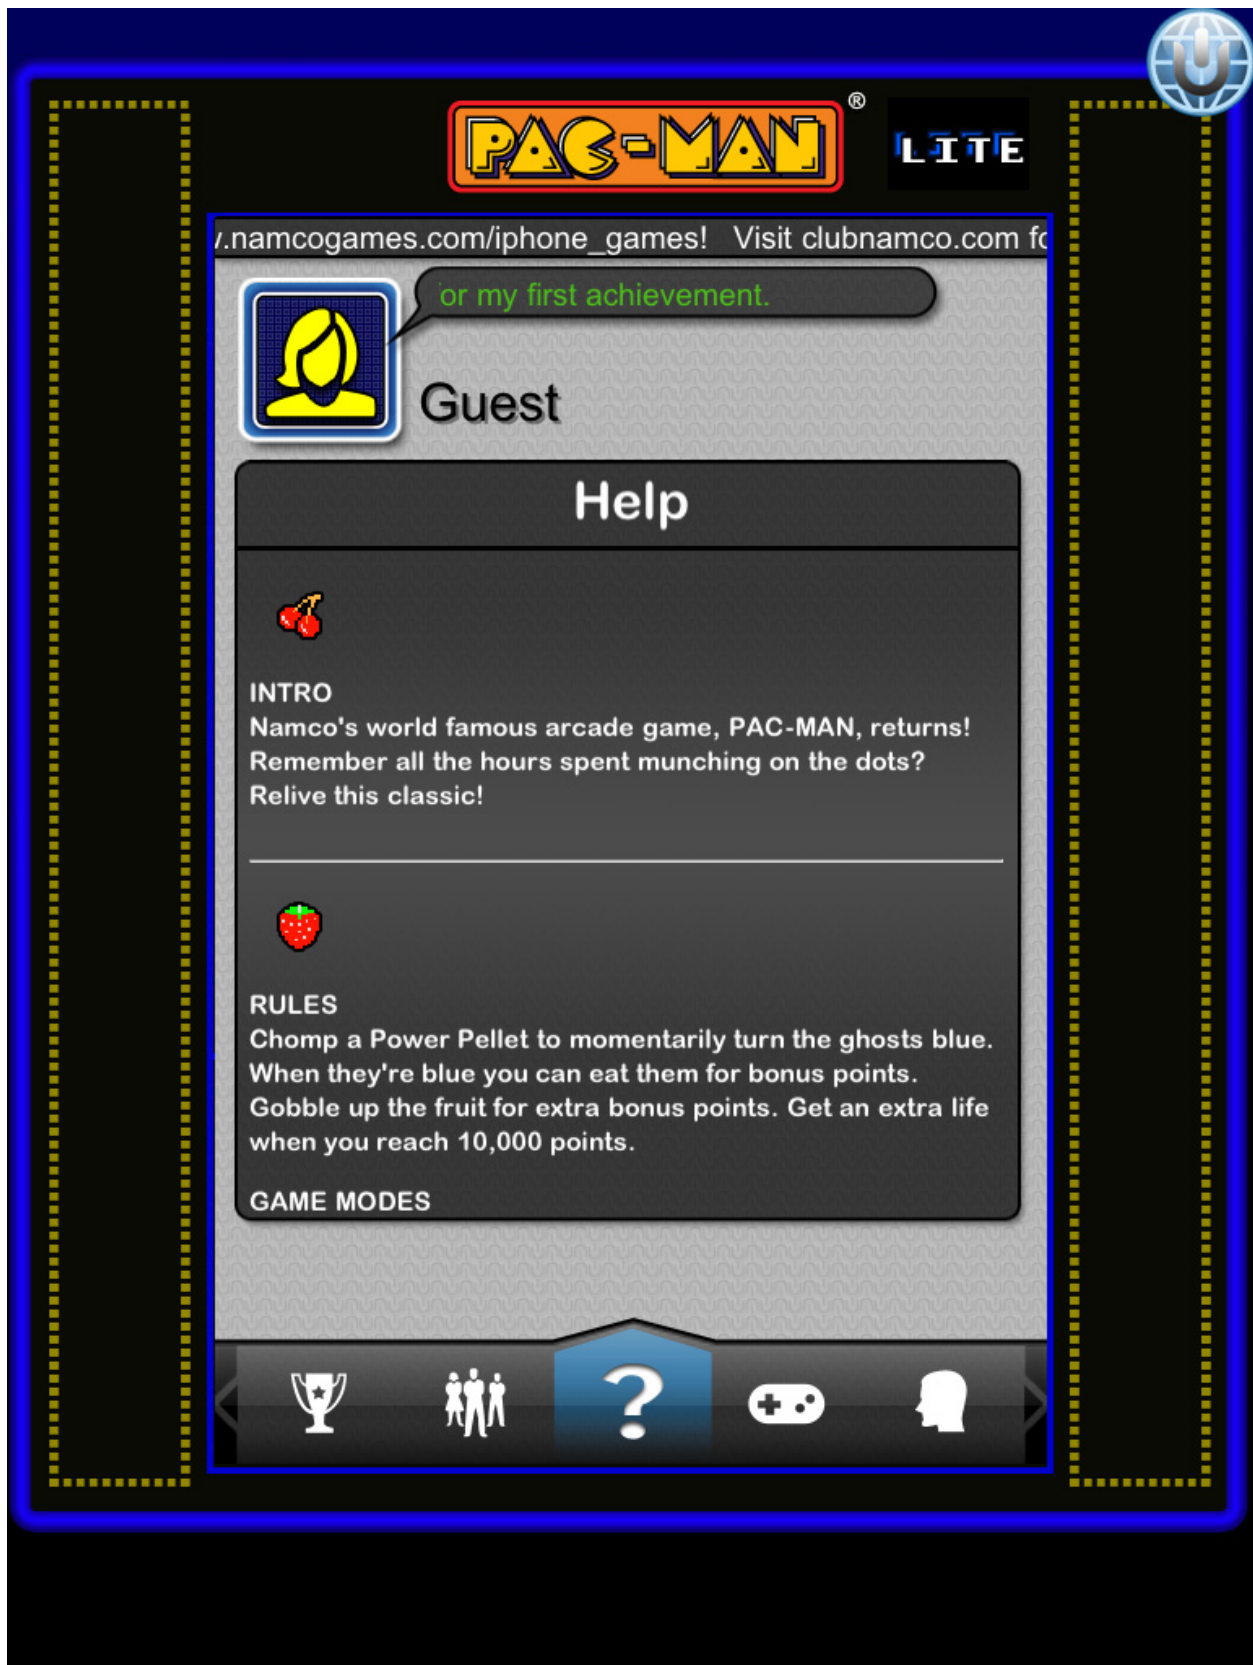 PAC-MAN®
LITE
.namcogames.com/iphone_games! Visit clubnamco.com
or my first achievement.
Guest
Help
INTRO
Namco's world famous arcade game, PAC-MAN, returns!
Remember all the hours spent munching on the dots?
Relive this classic!
RULES
Chomp a Power Pellet to momentarily turn the ghosts blue.
When they're blue you can eat them for bonus points.
Gobble up the fruit for extra bonus points. Get an extra life
when you reach 10,000 points.
GAME MODES